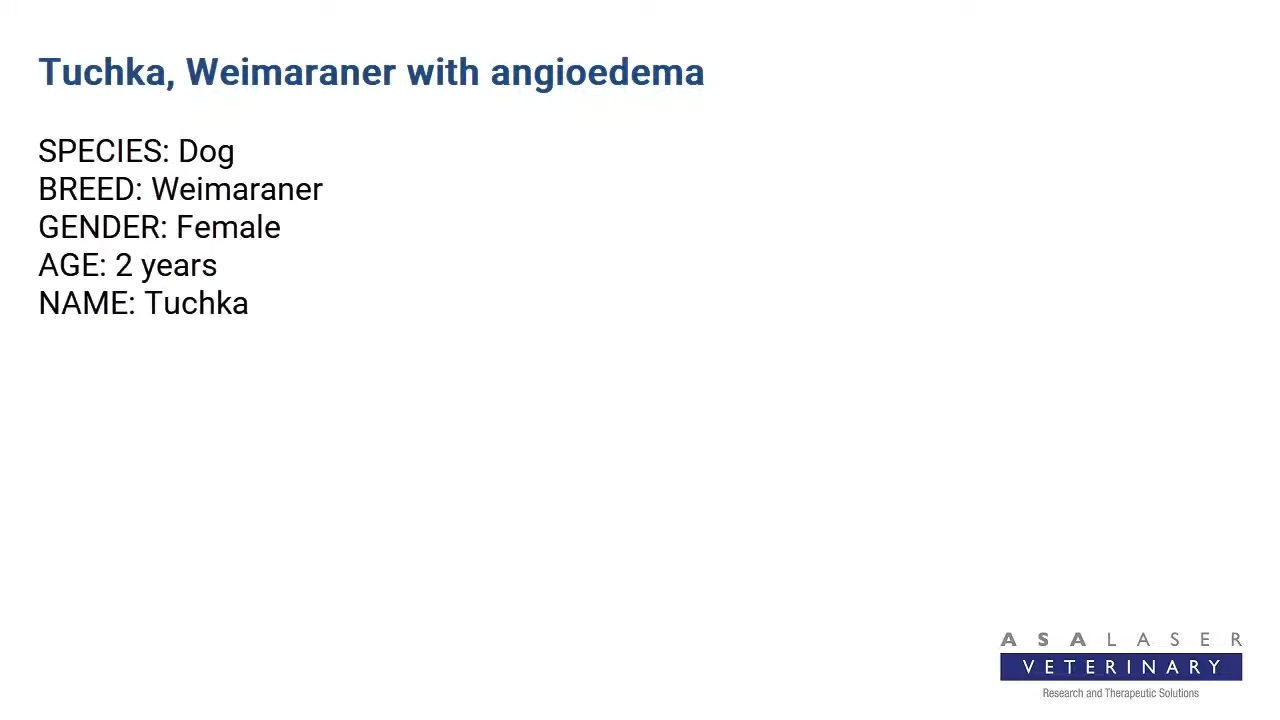 Tuchka, Weimaraner with angioedema
SPECIES: Dog
BREED: Weimaraner
GENDER: Female
AGE: 2 years
NAME: Tuchka
ASALASER
VETERINARY
Research and Therapeutic Solutions